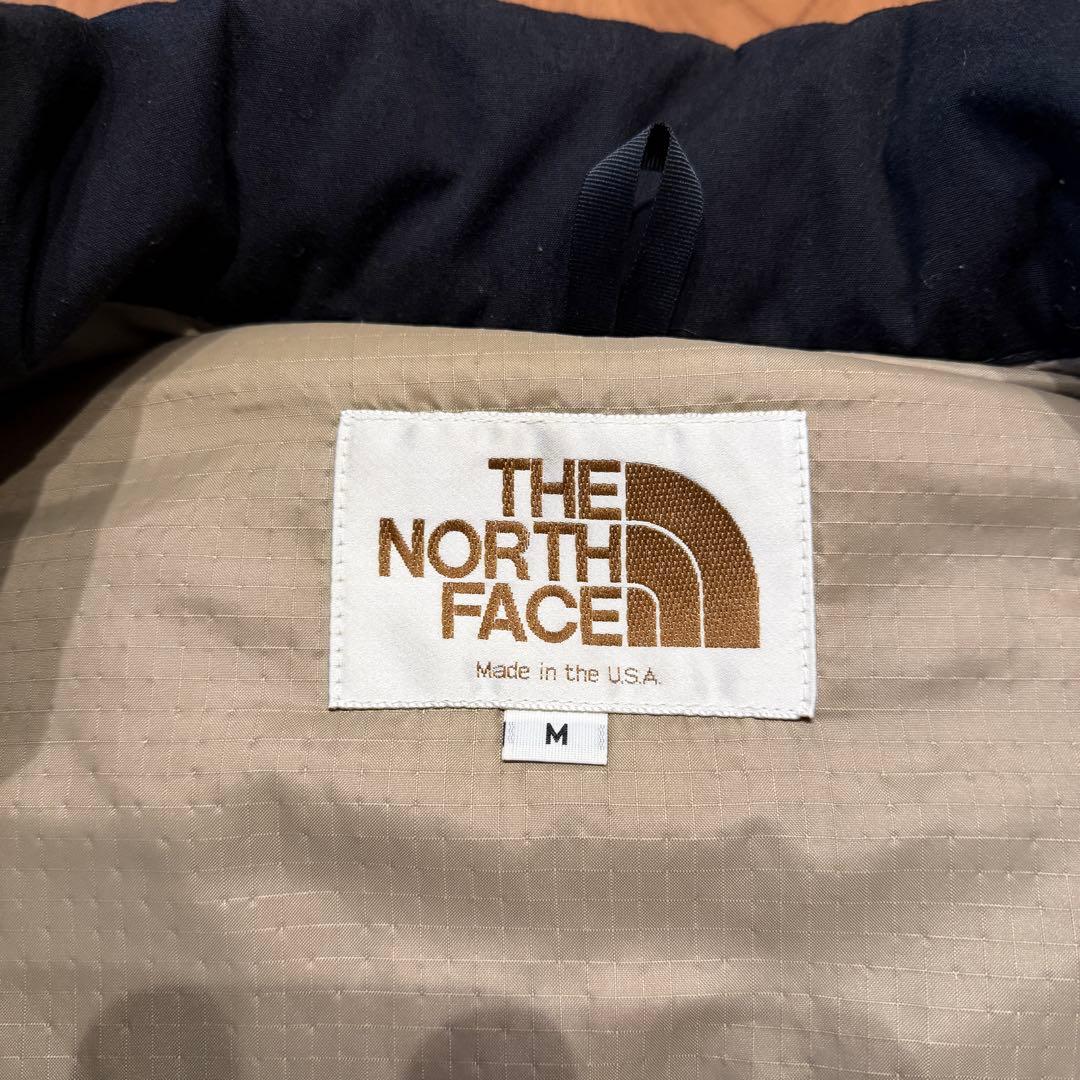 THE
NORTH
FACE
Made in the U.S.A.
M